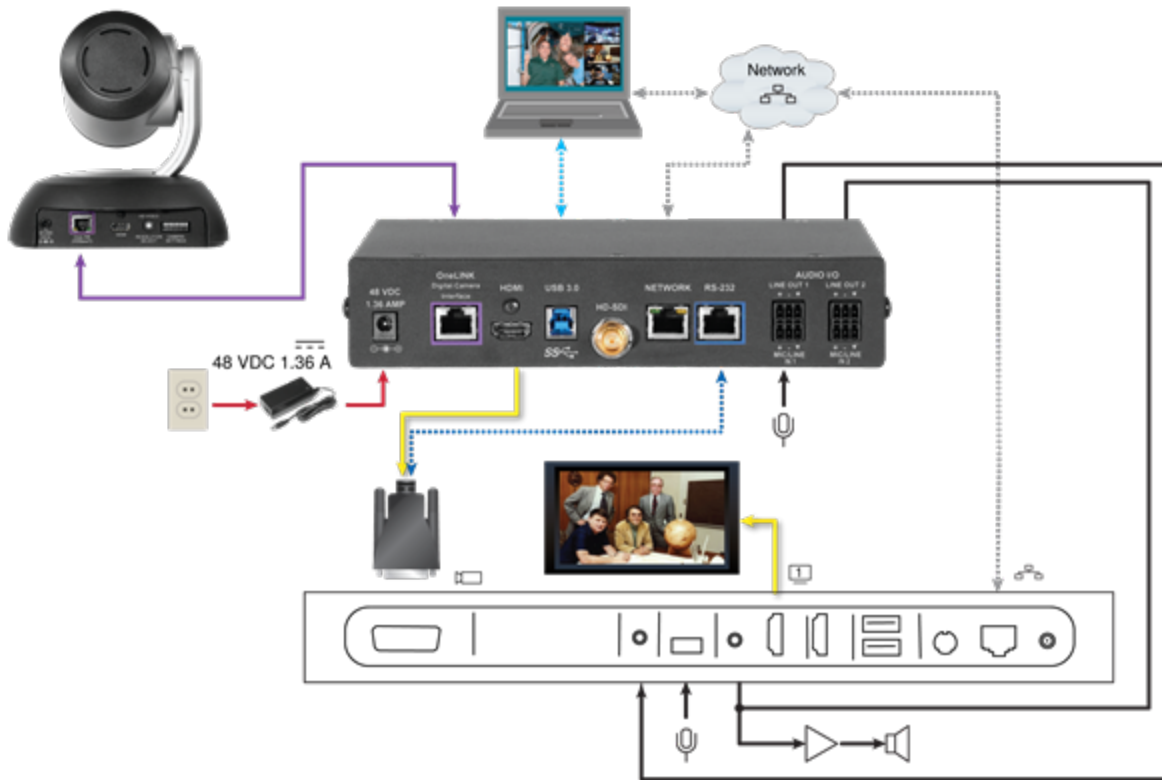 Network
48 VDC
1.36 AMP
OneLINK
Digital Camera
Interface
HDMI
USB 3.0
SS
HD-SDI
NETWORK
RS-232
AUDIO I/O
LINE OUT 1
LINE OUT 2
+ - +
+ - +
MIC/LINE
IN 1
MIC/LINE
IN 2
48 VDC 1.36 A
1